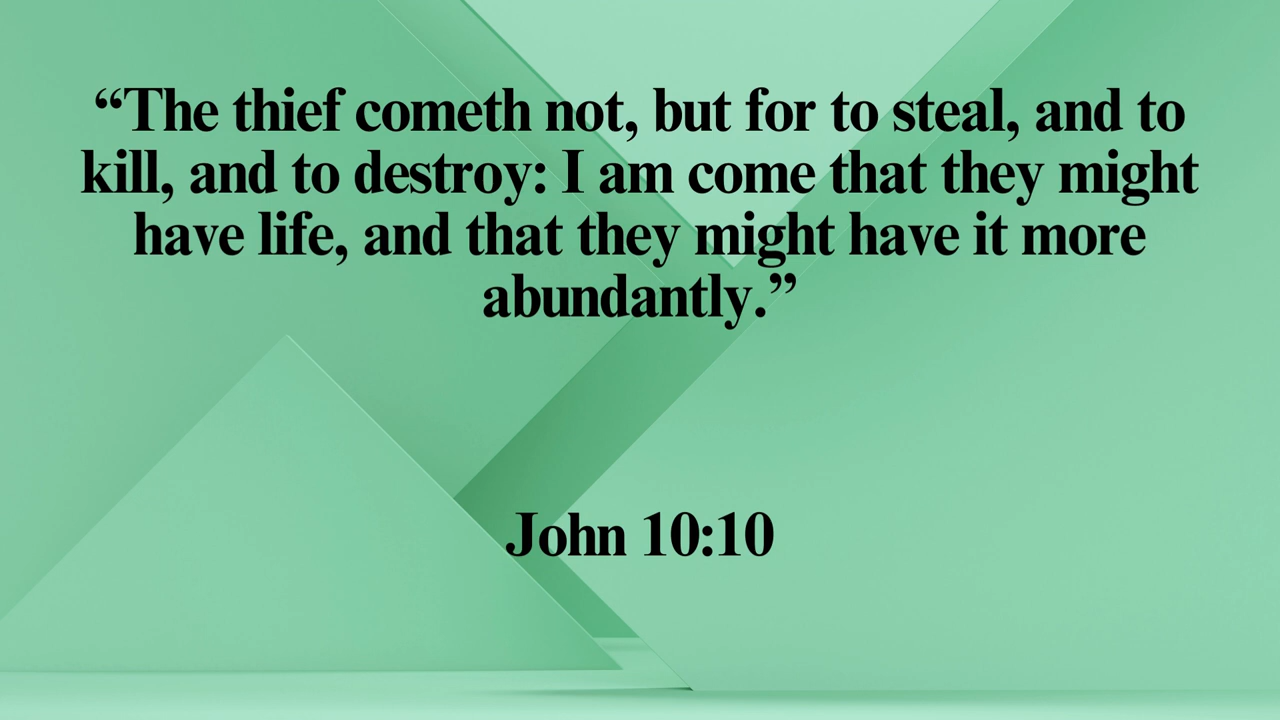 “The thief cometh not, but for to steal, and to
kill, and to destroy: I am come that they might
have life, and that they might have it more
abundantly.”
John 10:10